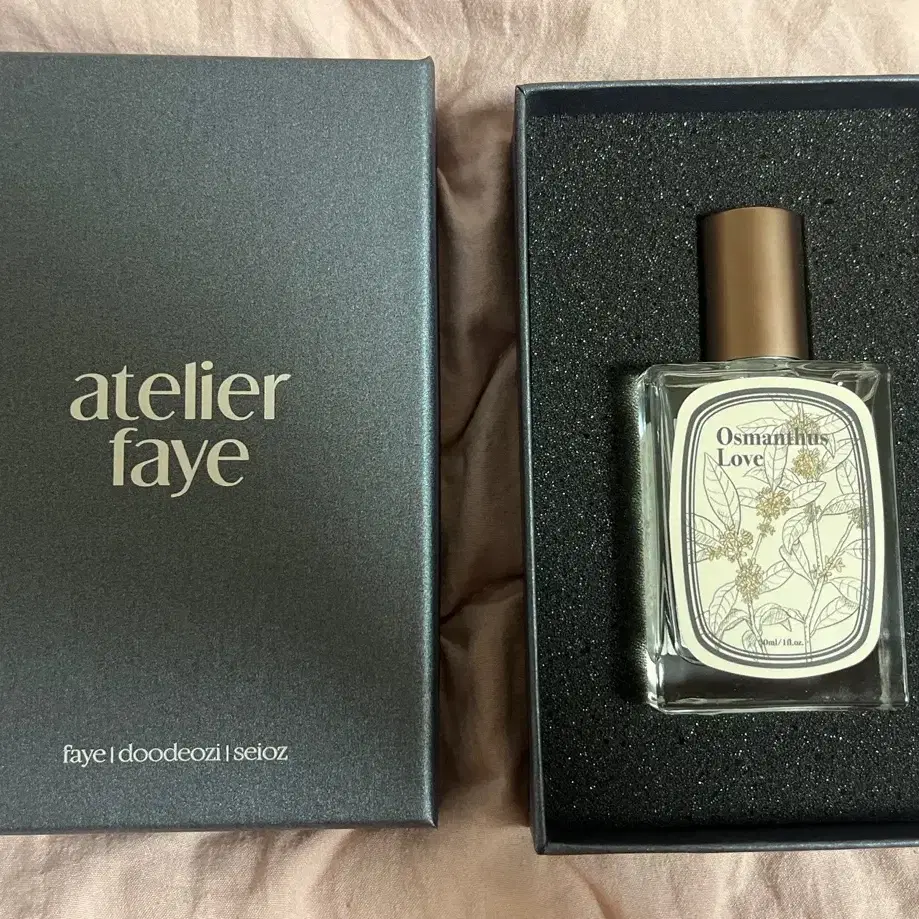 atelier
faye
faye | doodeozi | seioz
Osmanthus
Love
30ml/1fl.oz.